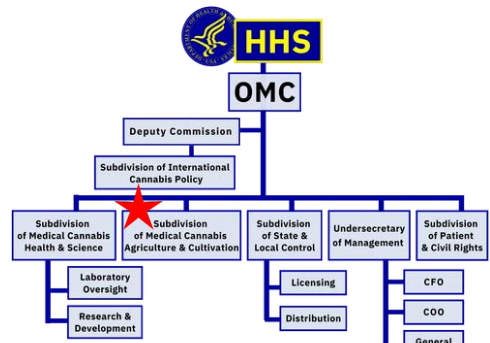 HHS
OMC
Deputy Commission
Subdivision of International
Cannabis Policy
Subdivision
of Medical Cannabis
Health & Science
Subdivision
of Medical Cannabis
Agriculture & Cultivation
Subdivision
of State &
Local Control
Undersecretary
of Management
Subdivision
of Patient
& Civil Rights
Laboratory
Oversight
Research &
Development
Licensing
Distribution
CFO
COO
General